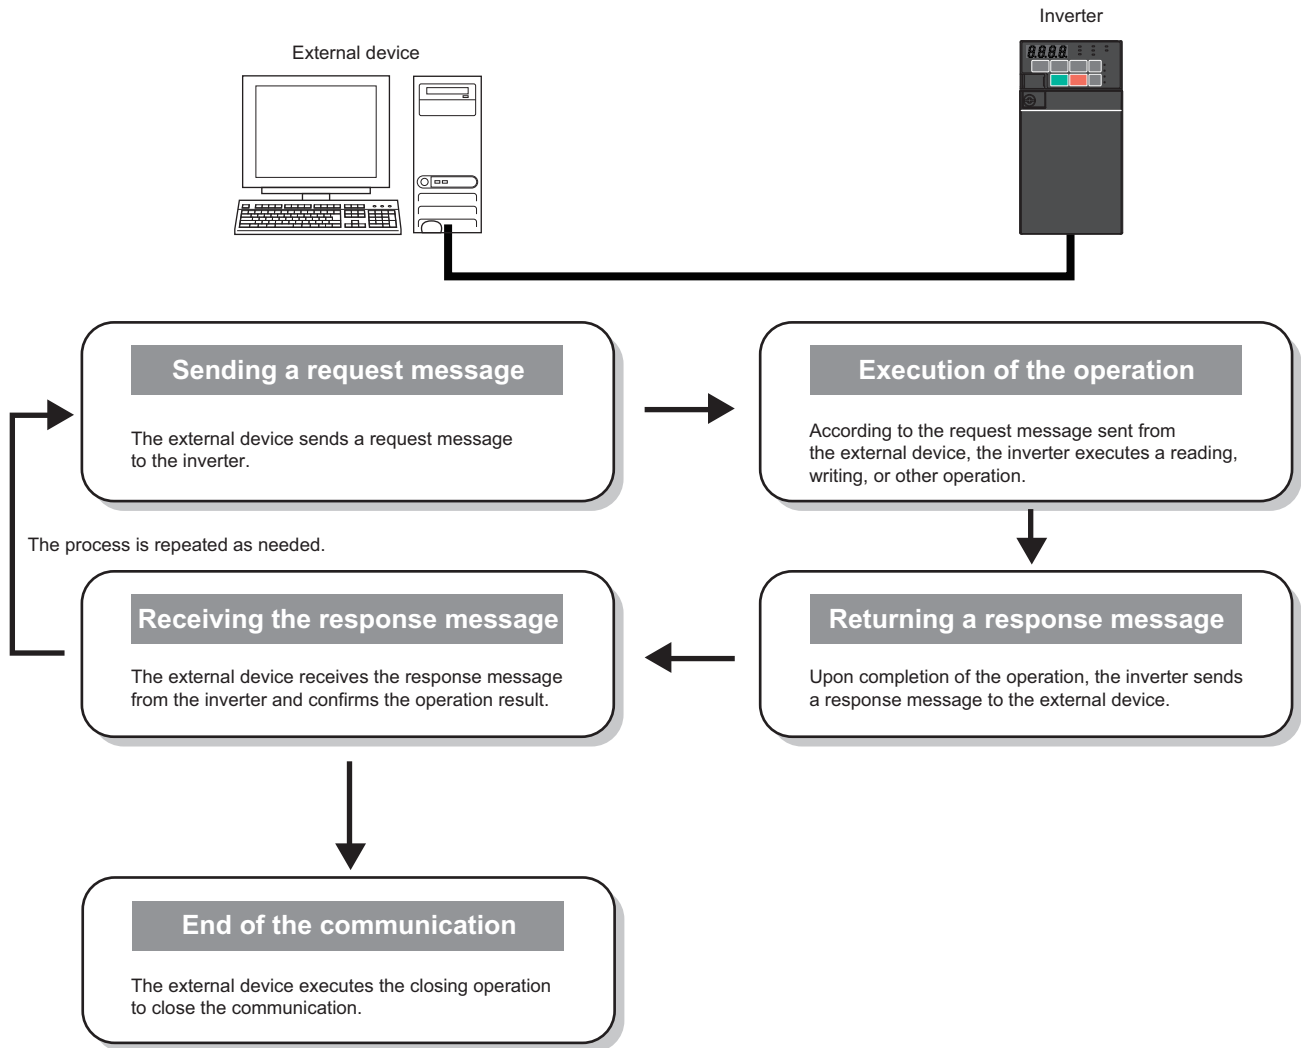 Inverter
External device
8.8.8.8.
Sending a request message
The external device sends a request message
to the inverter.
Execution of the operation
According to the request message sent from
the external device, the inverter executes a reading,
writing, or other operation.
The process is repeated as needed.
Receiving the response message
The external device receives the response message
from the inverter and confirms the operation result.
Returning a response message
Upon completion of the operation, the inverter sends
a response message to the external device.
End of the communication
The external device executes the closing operation
to close the communication.